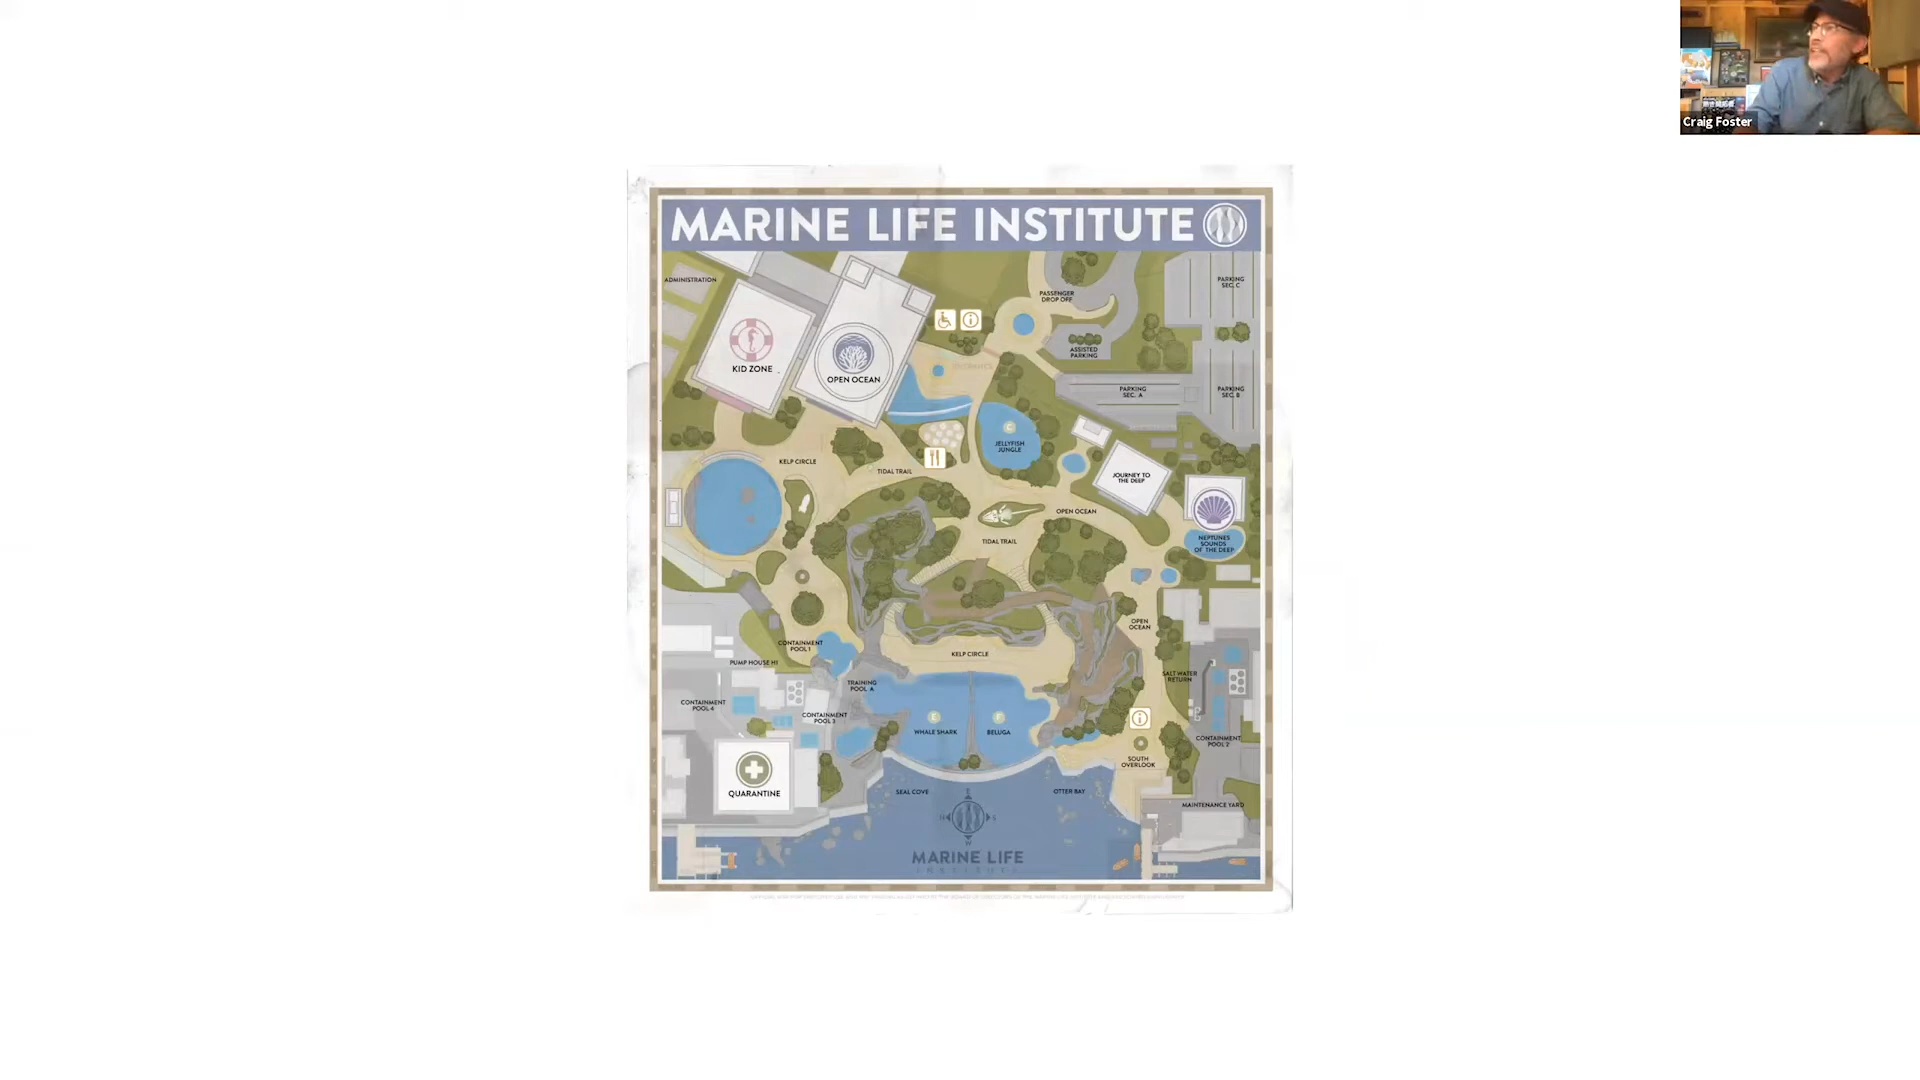 Craig Foster
MARINE LIFE INSTITUTE
ADMINISTRATION
PARKING
SEC. C
PASSENGER
DROP OFF
ASSISTED
PARKING
KID ZONE
OPEN OCEAN
PARKING
SEC. A
PARKING
SEC. B
C
JELLYFISH
JUNGLE
KELP CIRCLE
TIDAL TRAIL
JOURNEY TO
THE DEEP
OPEN OCEAN
TIDAL TRAIL
NEPTUNES
SOUNDS
OF THE DEEP
OPEN
OCEAN
CONTAINMENT
POOL 1
KELP CIRCLE
PUMP HOUSE H1
SALT WATER
RETURN
TRAINING
POOL A
CONTAINMENT
POOL 4
CONTAINMENT
POOL 3
E
WHALE SHARK
F
BELUGA
CONTAINMENT
POOL 2
SOUTH
OVERLOOK
QUARANTINE
SEAL COVE
OTTER BAY
MAINTENANCE YARD
E
N
S
W
MARINE LIFE
INSTITUTE